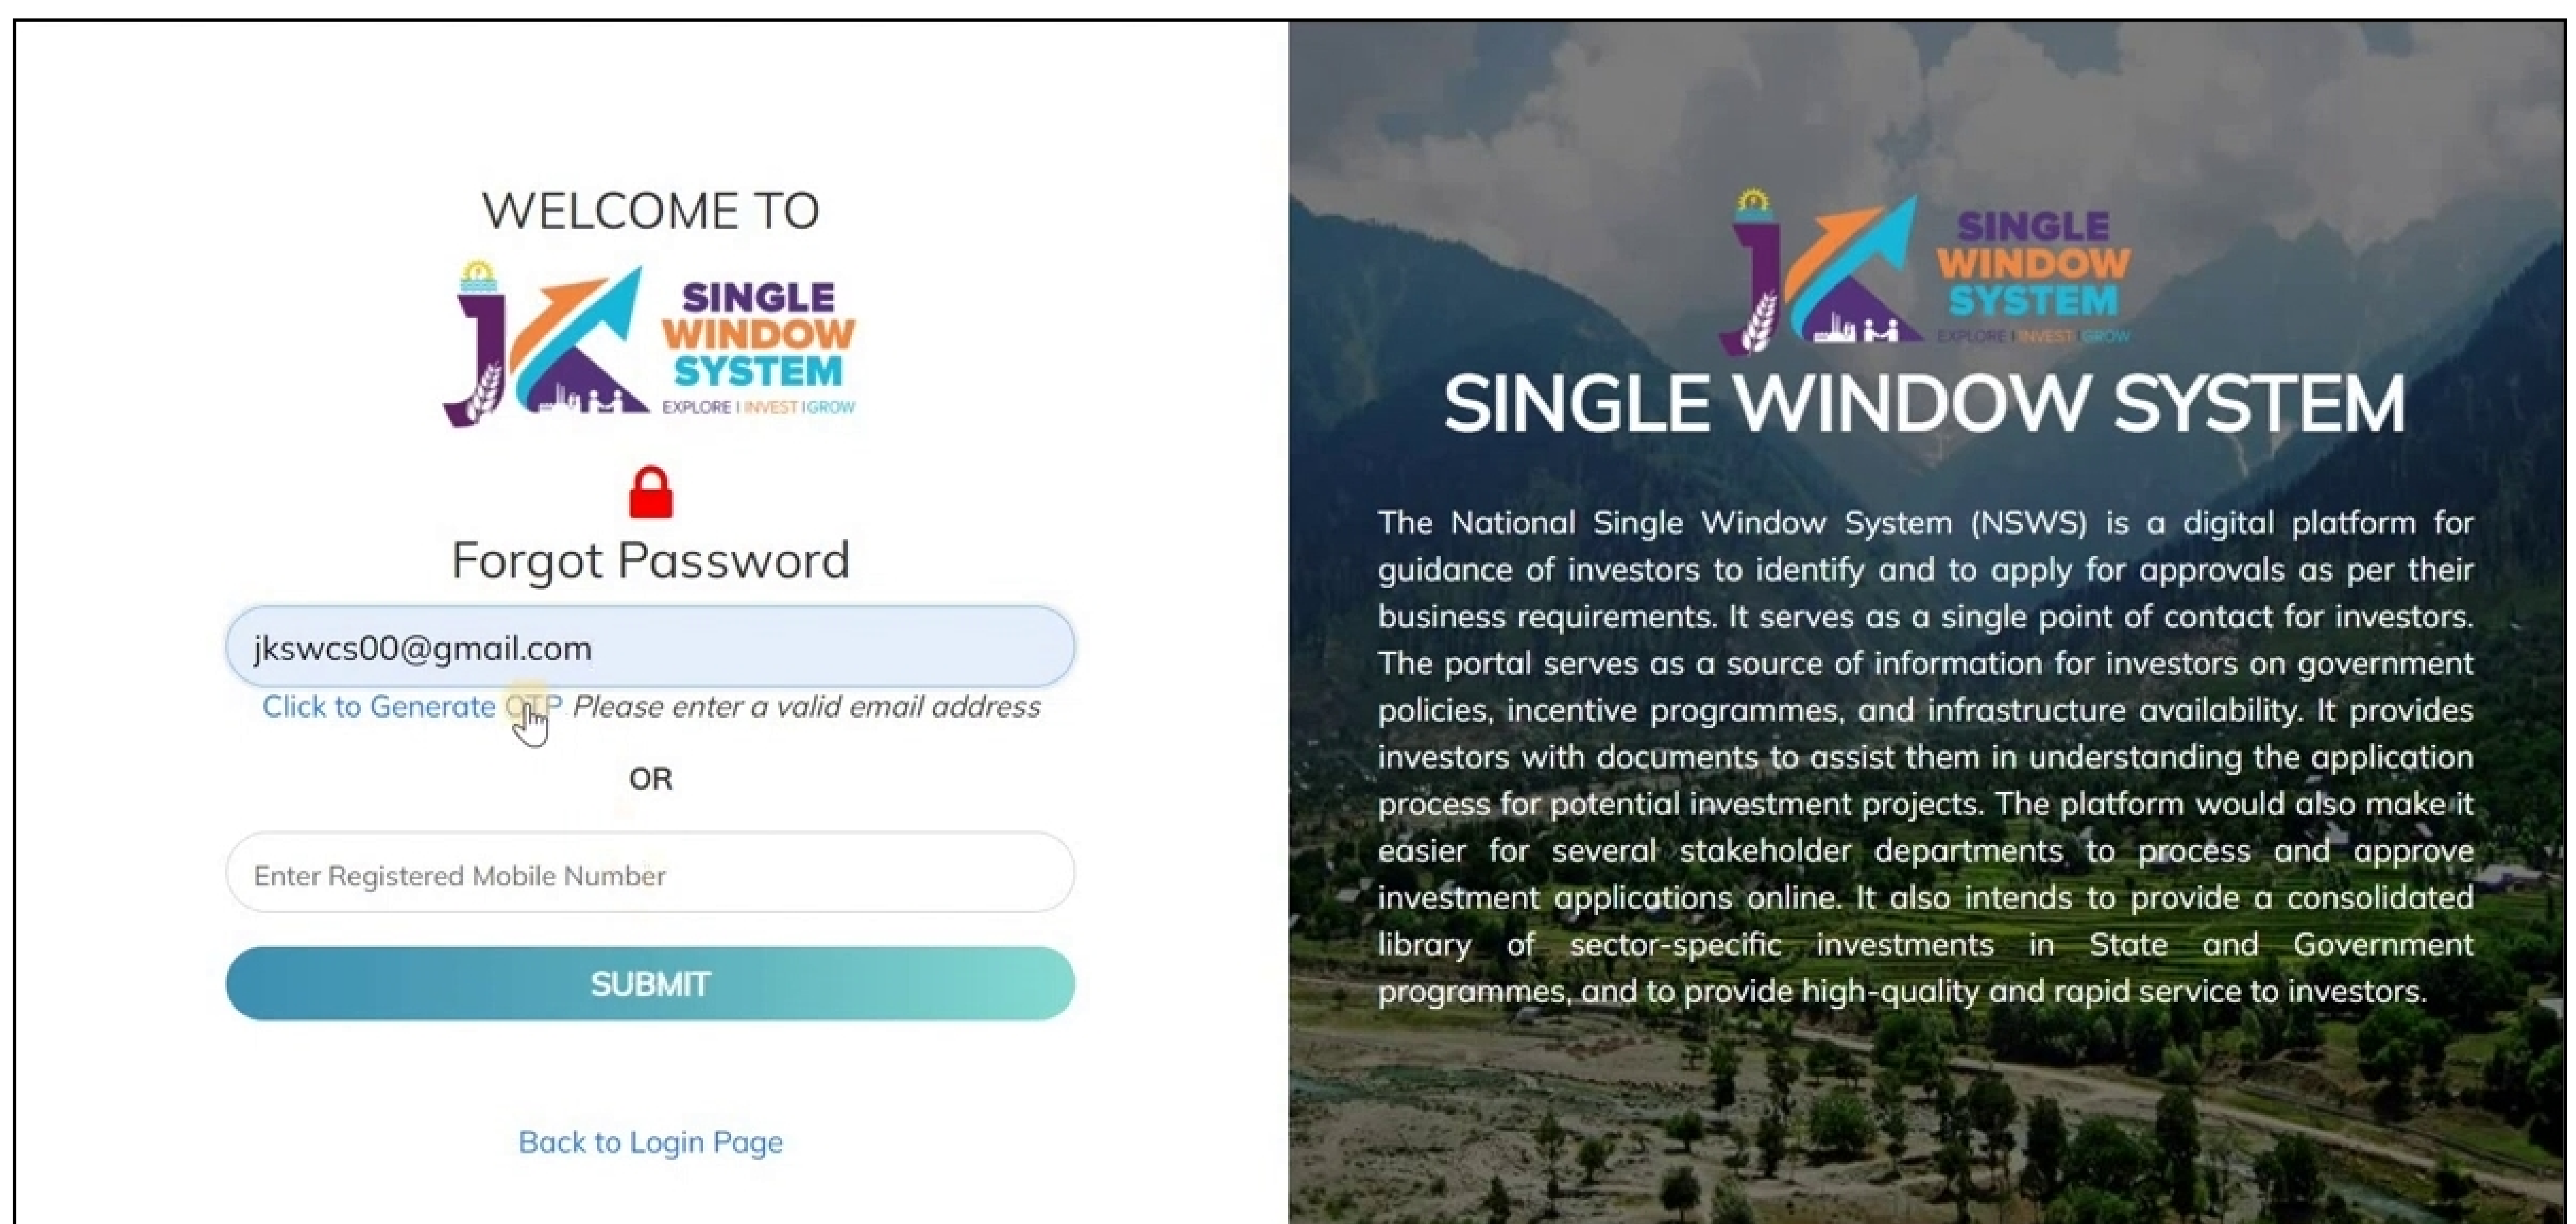 WELCOME TO
SINGLE
WINDOW
SYSTEM
EXPLORE | INVEST | GROW
Forgot Password
jkswcs00@gmail.com
Click to Generate OTP Please enter a valid email address
OR
Enter Registered Mobile Number
SUBMIT
Back to Login Page
SINGLE
WINDOW
SYSTEM
EXPLORE | INVEST | GROW
SINGLE WINDOW SYSTEM
The National Single Window System (NSWS) is a digital platform for
guidance of investors to identify and to apply for approvals as per their
business requirements. It serves as a single point of contact for investors.
The portal serves as a source of information for investors on government
policies, incentive programmes, and infrastructure availability. It provides
investors with documents to assist them in understanding the application
process for potential investment projects. The platform would also make it
easier for several stakeholder departments to process and approve
investment applications online. It also intends to provide a consolidated
library of sector-specific investments in State and Government
programmes, and to provide high-quality and rapid service to investors.